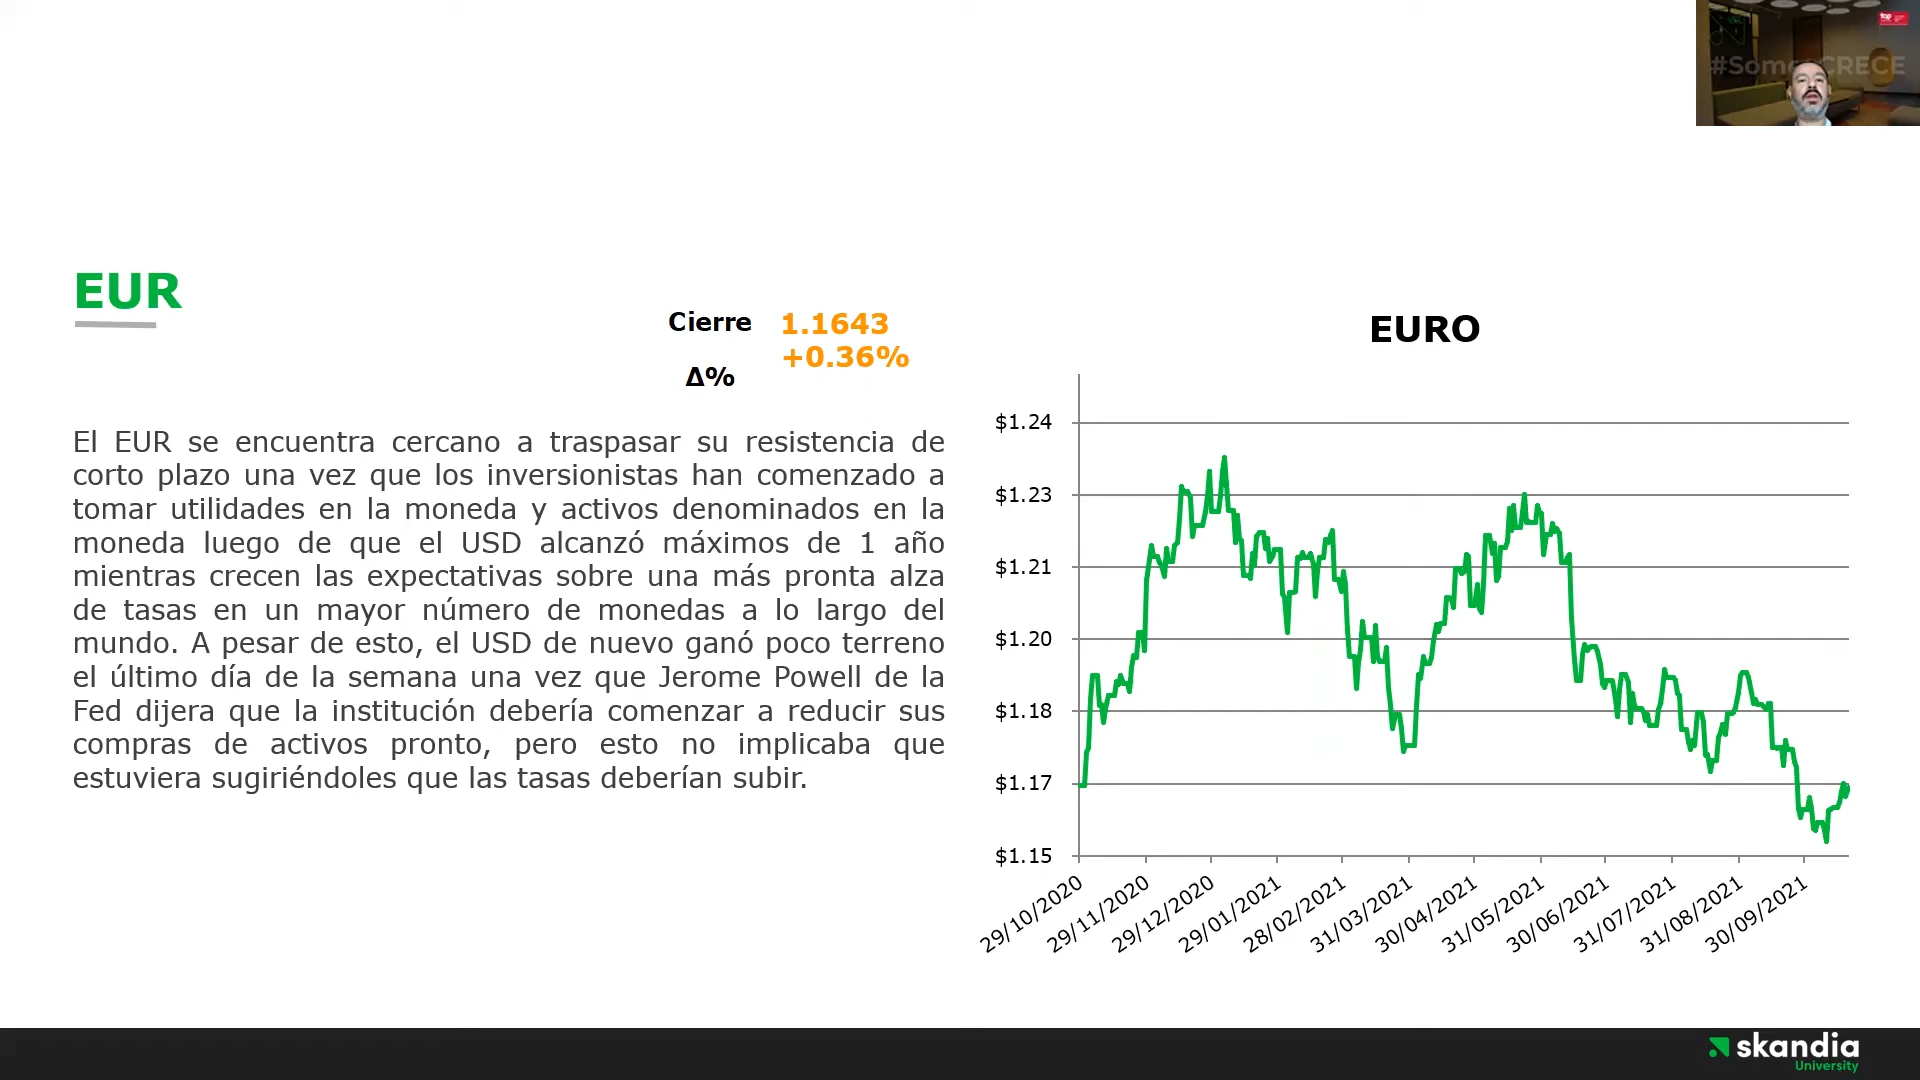 top
#Somos CRECE
EUR
Cierre 1.1643
+0.36%
Δ%
El EUR se encuentra cercano a traspasar su resistencia de
corto plazo una vez que los inversionistas han comenzado a
tomar utilidades en la moneda y activos denominados en la
moneda luego de que el USD alcanzó máximos de 1 año
mientras crecen las expectativas sobre una más pronta alza
de tasas en un mayor número de monedas a lo largo del
mundo. A pesar de esto, el USD de nuevo ganó poco terreno
el último día de la semana una vez que Jerome Powell de la
Fed dijera que la institución debería comenzar a reducir sus
compras de activos pronto, pero esto no implicaba que
estuviera sugiriéndoles que las tasas deberían subir.
EURO
$1.24
$1.23
$1.21
$1.20
$1.18
$1.17
$1.15
29/10/2020
29/11/2020
29/12/2020
29/01/2021
28/02/2021
31/03/2021
30/04/2021
31/05/2021
30/06/2021
31/07/2021
31/08/2021
30/09/2021
skandia
University